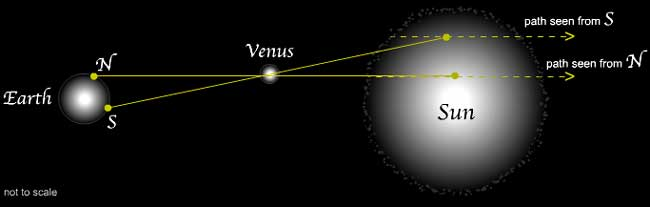 path seen from S
Venus
N
path seen from N
Earth
Sun
S
not to scale